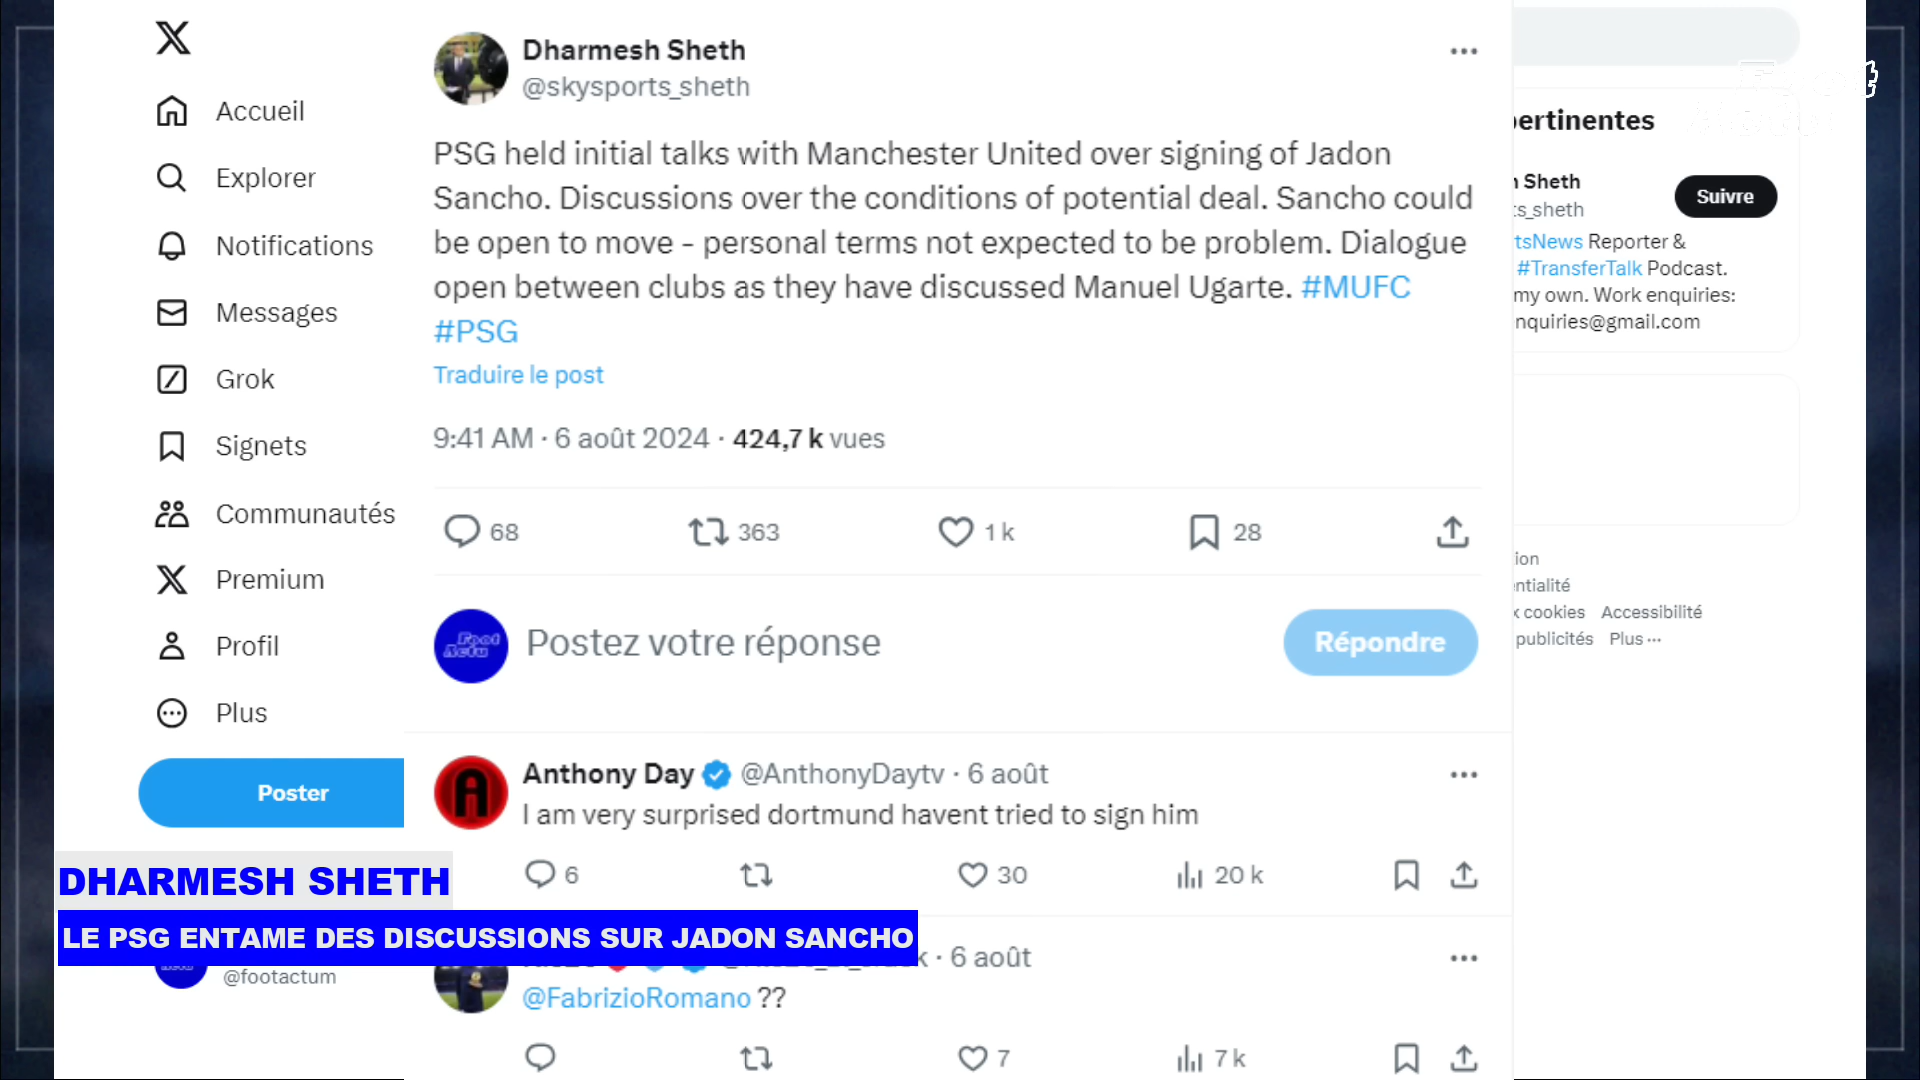 Accueil
Explorer
Notifications
Messages
Grok
Signets
Communautés
Premium
Profil
Plus
Poster
@footactum
Dharmesh Sheth
@skysports_sheth
PSG held initial talks with Manchester United over signing of Jadon
Sancho. Discussions over the conditions of potential deal. Sancho could
be open to move - personal terms not expected to be problem. Dialogue
open between clubs as they have discussed Manuel Ugarte. #MUFC
#PSG
Traduire le post
9:41 AM · 6 août 2024 · 424,7 k vues
68 363 1 k 28
Foot
Actu
Postez votre réponse
Répondre
Anthony Day @AnthonyDaytv · 6 août
I am very surprised dortmund havent tried to sign him
6 30 20 k
· 6 août
@FabrizioRomano ??
7 7 k
DHARMESH SHETH
LE PSG ENTAME DES DISCUSSIONS SUR JADON SANCHO
ertinentes
Sheth
ts_sheth
Suivre
tsNews Reporter &
#TransferTalk Podcast.
my own. Work enquiries:
nquiries@gmail.com
ion
entialité
x cookies Accessibilité
publicités Plus ...